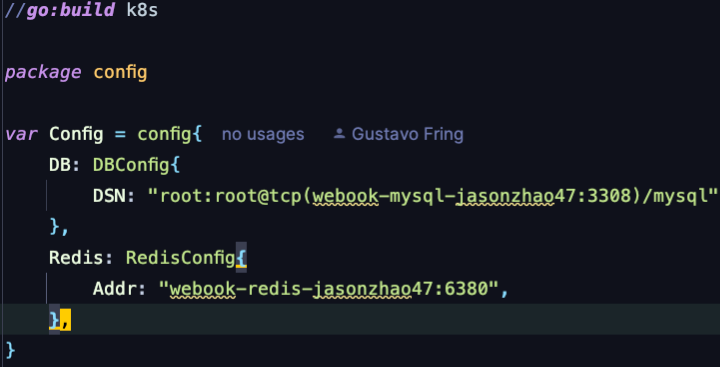 //go:build k8s
package config
var Config = config{ no usages Gustavo Fring
DB: DBConfig{
DSN: "root:root@tcp(webook-mysql-jasonzhao47:3308)/mysql"
},
Redis: RedisConfig{
Addr: "webook-redis-jasonzhao47:6380",
},
}